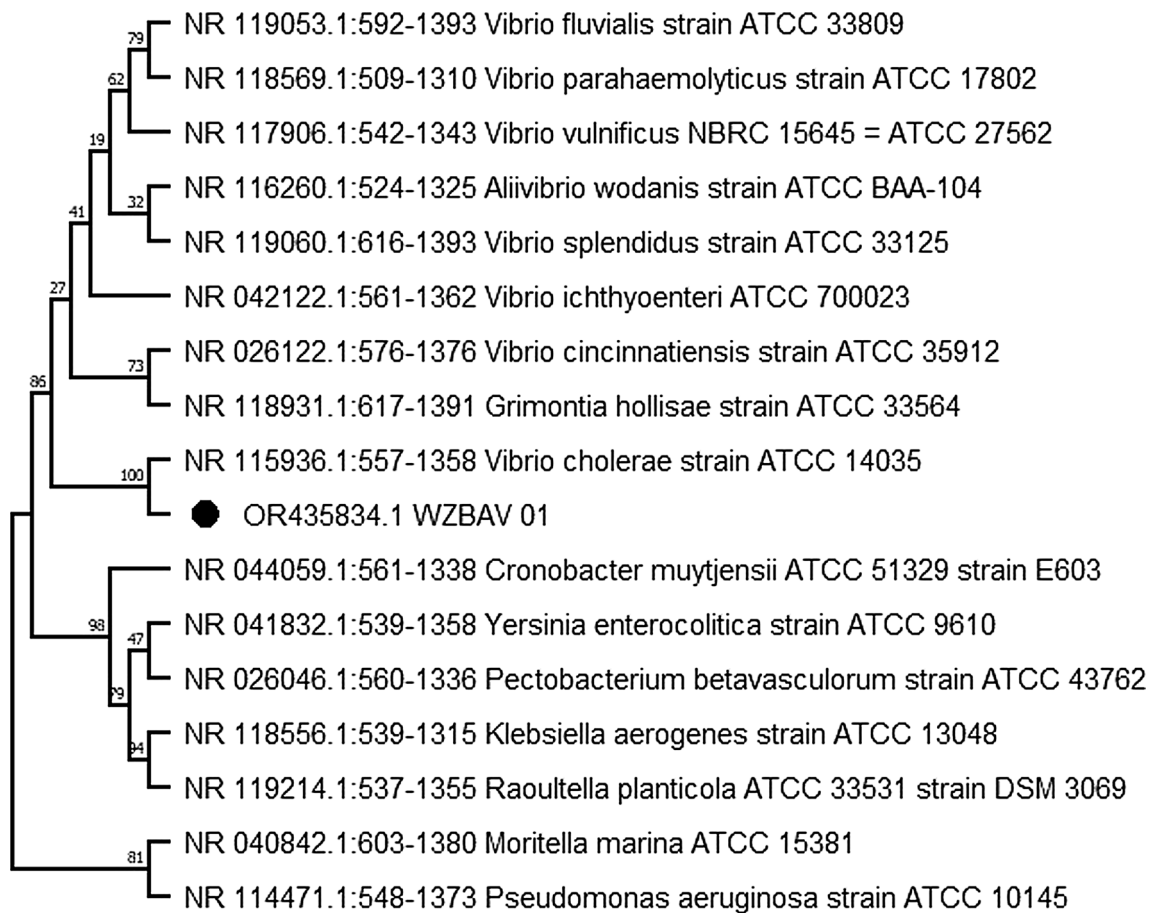 NR 119053.1:592-1393 Vibrio fluvialis strain ATCC 33809
79
NR 118569.1:509-1310 Vibrio parahaemolyticus strain ATCC 17802
62
NR 117906.1:542-1343 Vibrio vulnificus NBRC 15645 = ATCC 27562
19
NR 116260.1:524-1325 Aliivibrio wodanis strain ATCC BAA-104
32
41
NR 119060.1:616-1393 Vibrio splendidus strain ATCC 33125
27
NR 042122.1:561-1362 Vibrio ichthyoenteri ATCC 700023
NR 026122.1:576-1376 Vibrio cincinnatiensis strain ATCC 35912
73
86
NR 118931.1:617-1391 Grimontia hollisae strain ATCC 33564
NR 115936.1:557-1358 Vibrio cholerae strain ATCC 14035
100
OR435834.1 WZBAV 01
NR 044059.1:561-1338 Cronobacter muytjensii ATCC 51329 strain E603
98
NR 041832.1:539-1358 Yersinia enterocolitica strain ATCC 9610
47
NR 026046.1:560-1336 Pectobacterium betavasculorum strain ATCC 43762
79
NR 118556.1:539-1315 Klebsiella aerogenes strain ATCC 13048
94
NR 119214.1:537-1355 Raoultella planticola ATCC 33531 strain DSM 3069
NR 040842.1:603-1380 Moritella marina ATCC 15381
81
NR 114471.1:548-1373 Pseudomonas aeruginosa strain ATCC 10145